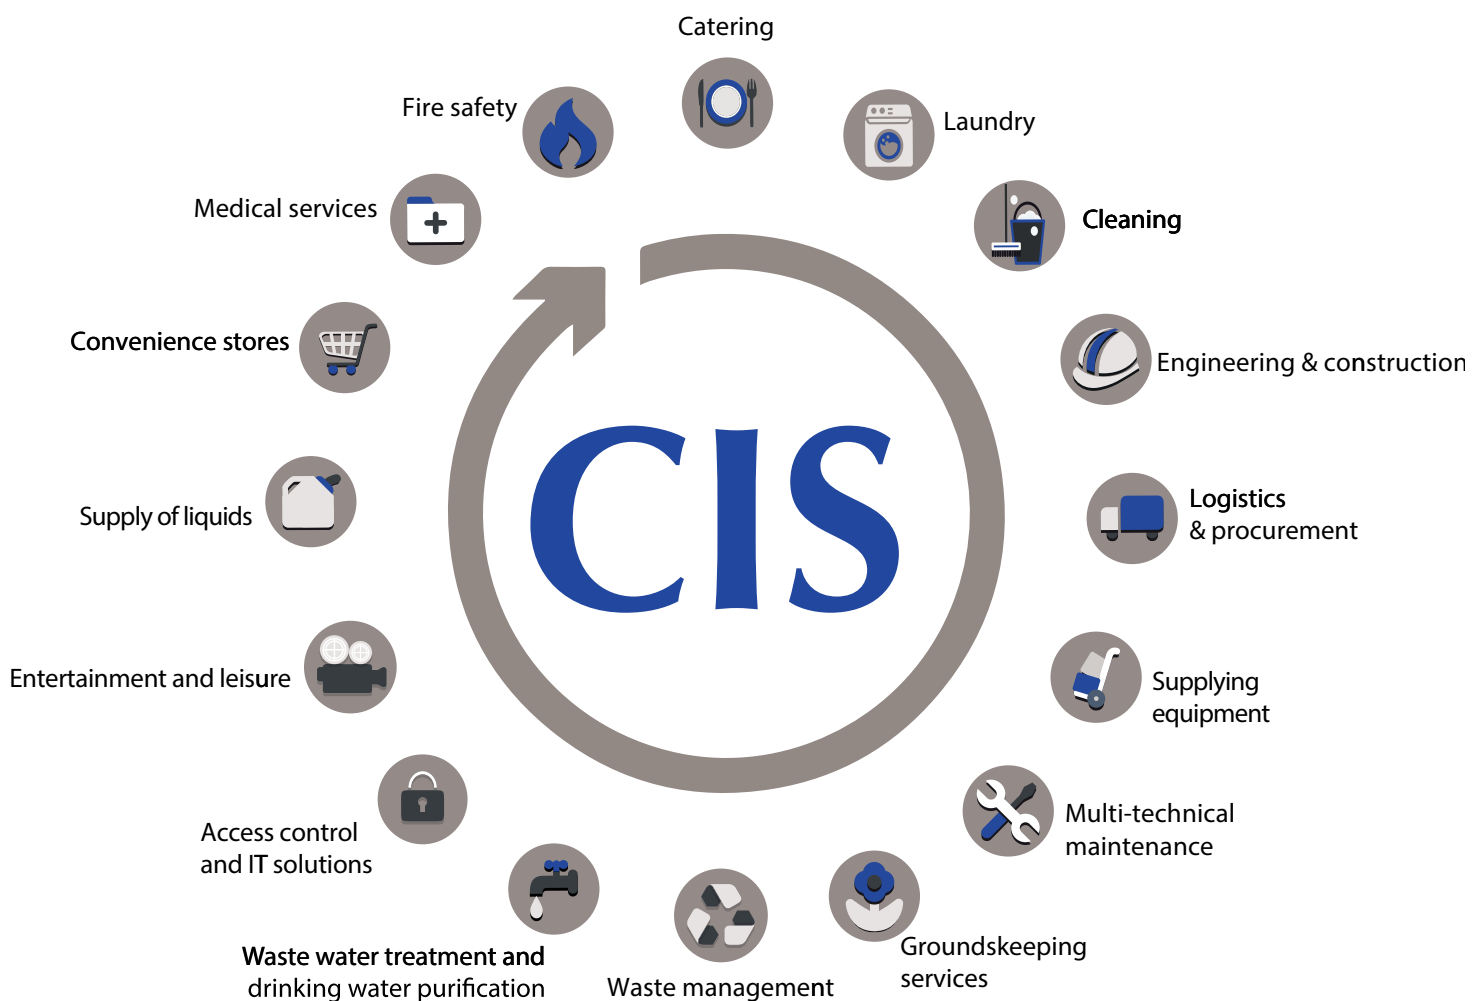 Catering
Fire safety
Laundry
Medical services
Cleaning
Convenience stores
Engineering & construction
CIS
Supply of liquids
Logistics
& procurement
Entertainment and leisure
Supplying
equipment
Access control
and IT solutions
Multi-technical
maintenance
Waste water treatment and
drinking water purification
Waste management
Groundskeeping
services